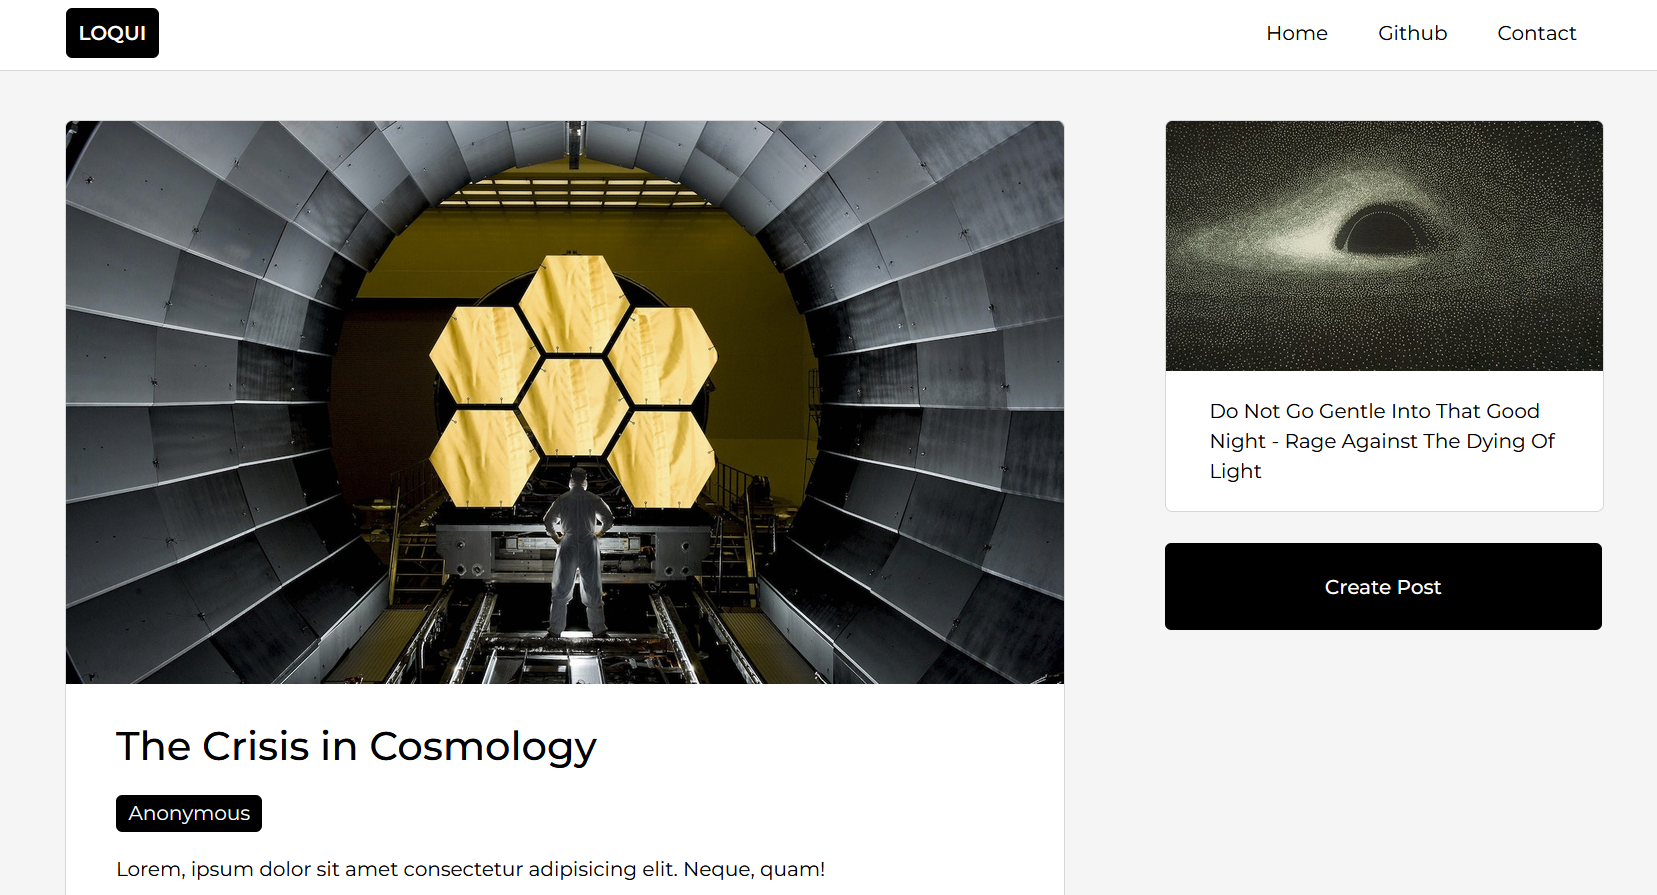 LOQUI
Home
Github
Contact
The Crisis in Cosmology
Anonymous
Lorem, ipsum dolor sit amet consectetur adipisicing elit. Neque, quam!
Do Not Go Gentle Into That Good
Night - Rage Against The Dying Of
Light
Create Post